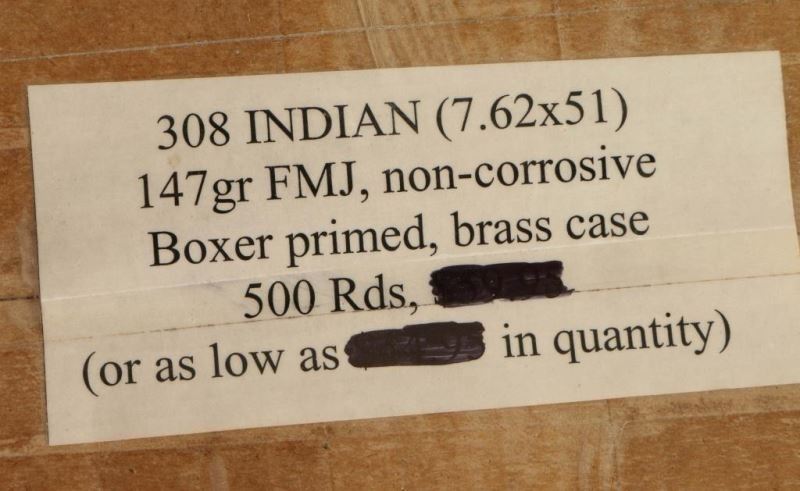 308 INDIAN (7.62x51)
147gr FMJ, non-corrosive
Boxer primed, brass case
500 Rds,
(or as low as in quantity)